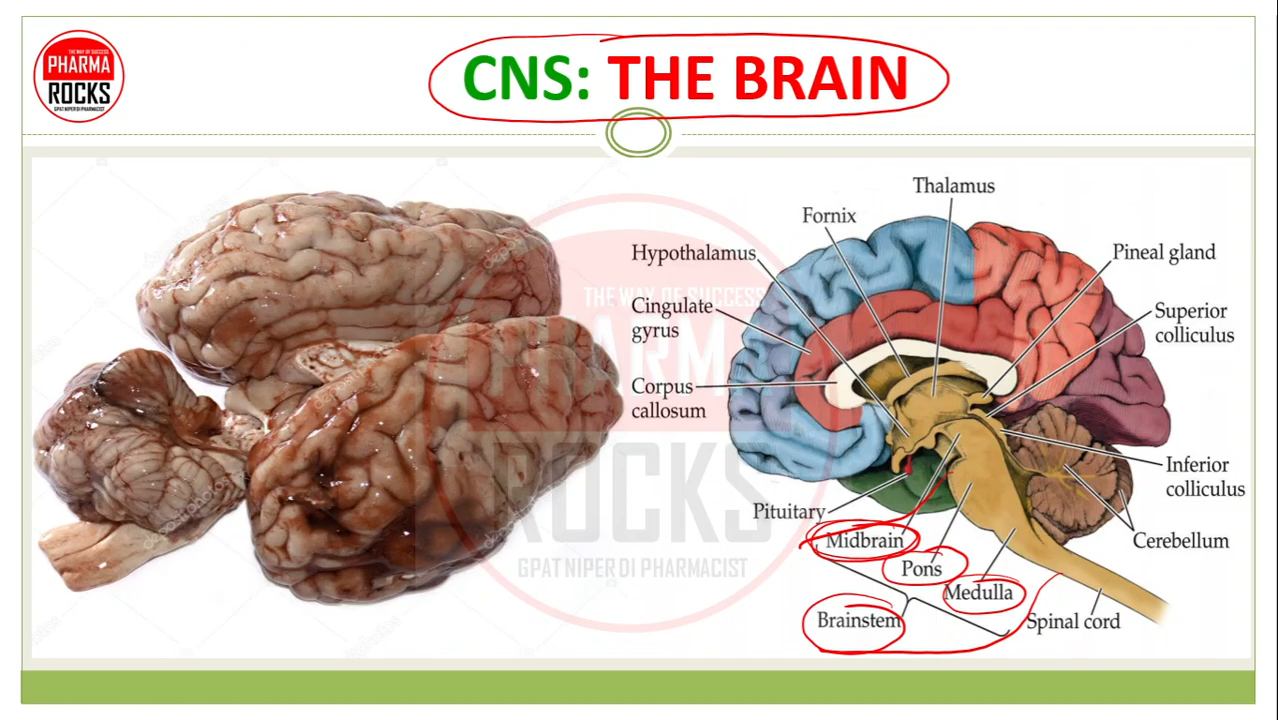 THE WAY OF SUCCESS
PHARMA
ROCKS
GPAT NIPER DI PHARMACIST
CNS: THE BRAIN
Thalamus
Fornix
Hypothalamus
Pineal gland
Cingulate
gyrus
Superior
colliculus
Corpus
callosum
Inferior
colliculus
Pituitary
Midbrain
Cerebellum
Pons
Medulla
Brainstem
Spinal cord
THE WAY OF SUCCESS
PHARMA
ROCKS
GPAT NIPER DI PHARMACIST
depositphotos